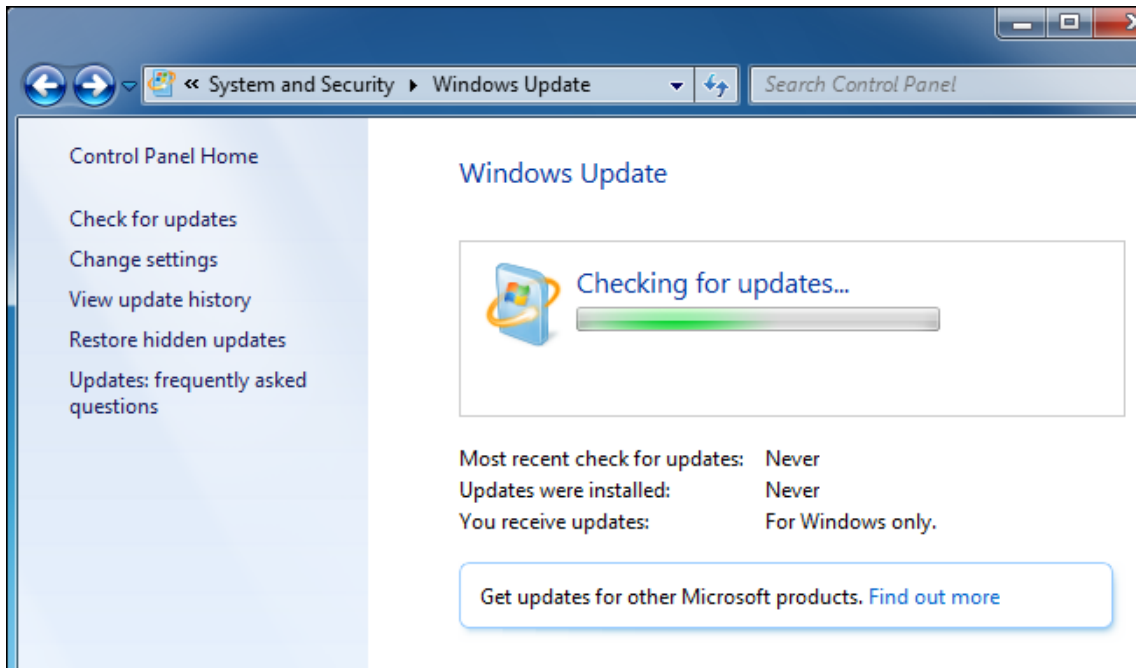 « System and Security ▸ Windows Update
Search Control Panel
Control Panel Home
Check for updates
Change settings
View update history
Restore hidden updates
Updates: frequently asked
questions
Windows Update
Checking for updates...
Most recent check for updates: Never
Updates were installed: Never
You receive updates: For Windows only.
Get updates for other Microsoft products. Find out more